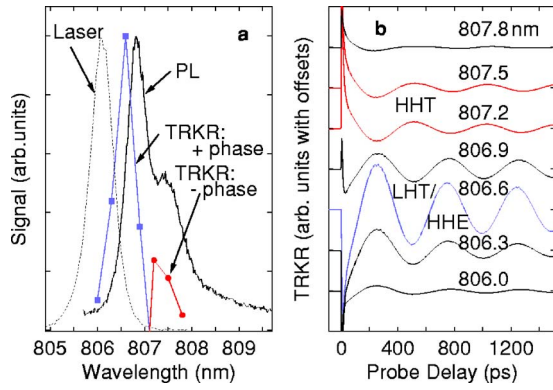 a
Laser
PL
TRKR:
+ phase
TRKR:
- phase
Signal (arb.units)
805 806 807 808 809
Wavelength (nm)
b
807.8 nm
807.5
HHT
807.2
806.9
LHT/
HHE
806.6
806.3
806.0
TRKR (arb. units with offsets)
0 400 800 1200
Probe Delay (ps)